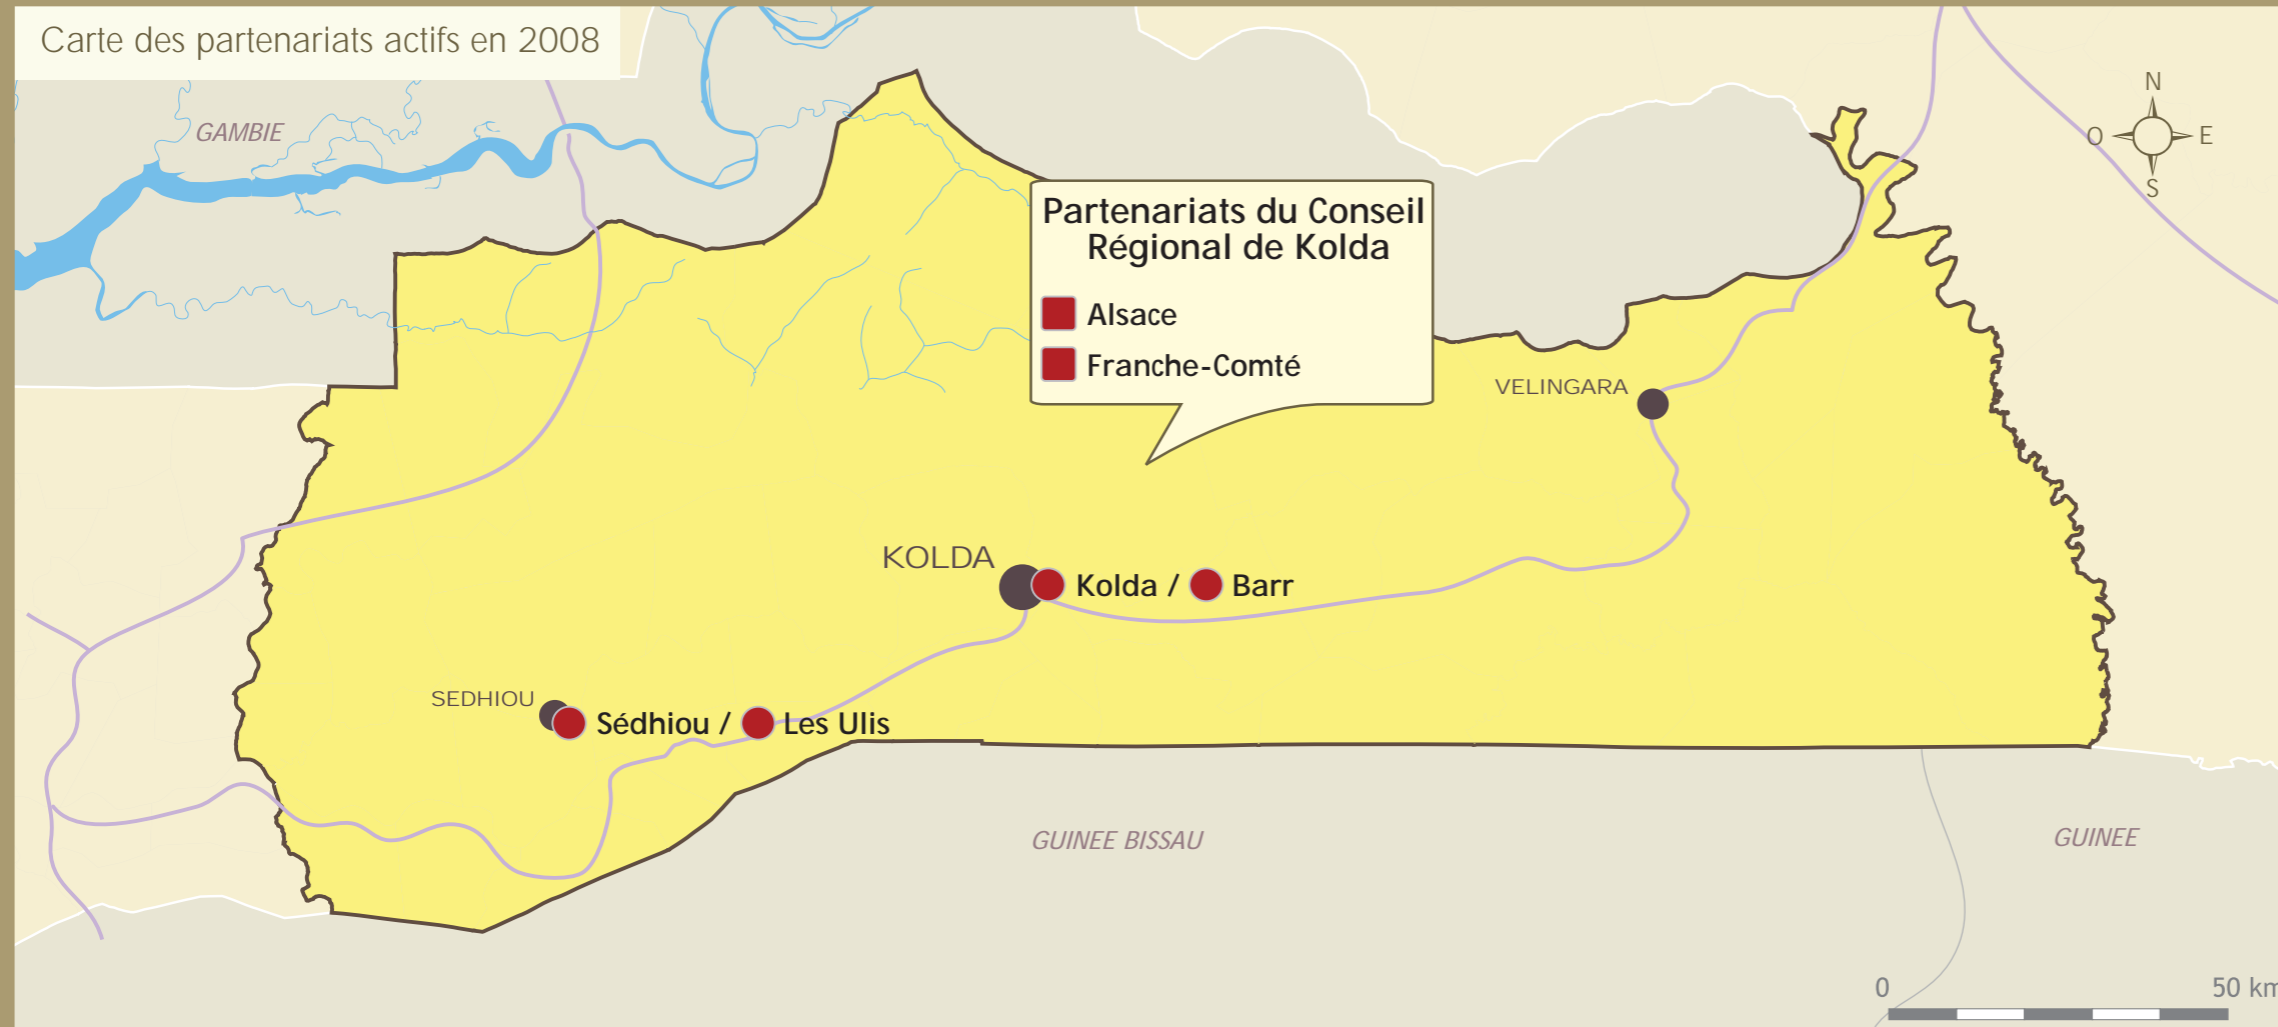 Carte des partenariats actifs en 2008
GAMBIE
N
O
E
S
Partenariats du Conseil
Régional de Kolda
Alsace
Franche-Comté
VELINGARA
KOLDA
Kolda / Barr
SEDHIOU
Sédhiou / Les Ulis
GUINEE BISSAU
GUINEE
0
50 km